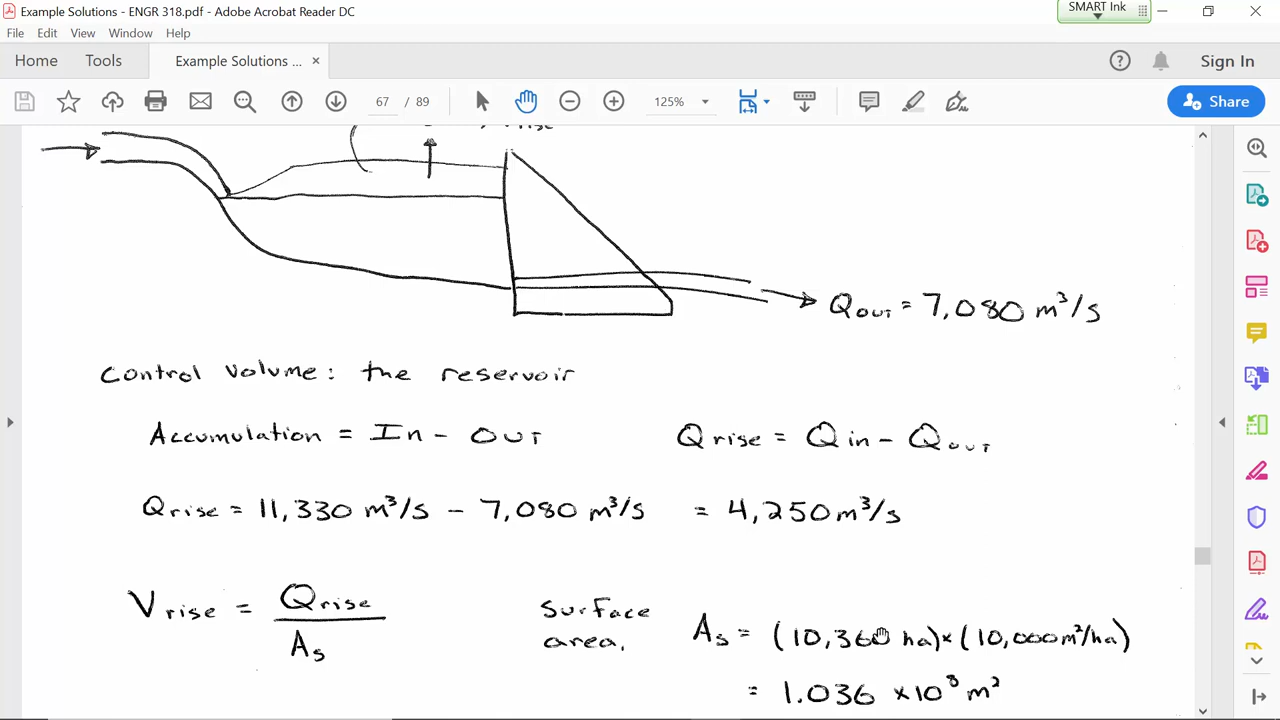 Example Solutions - ENGR 318.pdf - Adobe Acrobat Reader DC
SMART Ink
File Edit View Window Help
Home Tools Example Solutions ... × Sign In
67 / 89 125% Share
rise
Qout = 7,080 m³/s
Control Volume: the reservoir
Accumulation = In - Out Qrise = Qin - Qout
Qrise = 11,330 m³/s - 7,080 m³/s = 4,250 m³/s
Vrise = Qrise / As
surface area, As = (10,360 ha) × (10,000 m²/ha)
= 1.036 × 10⁸ m²